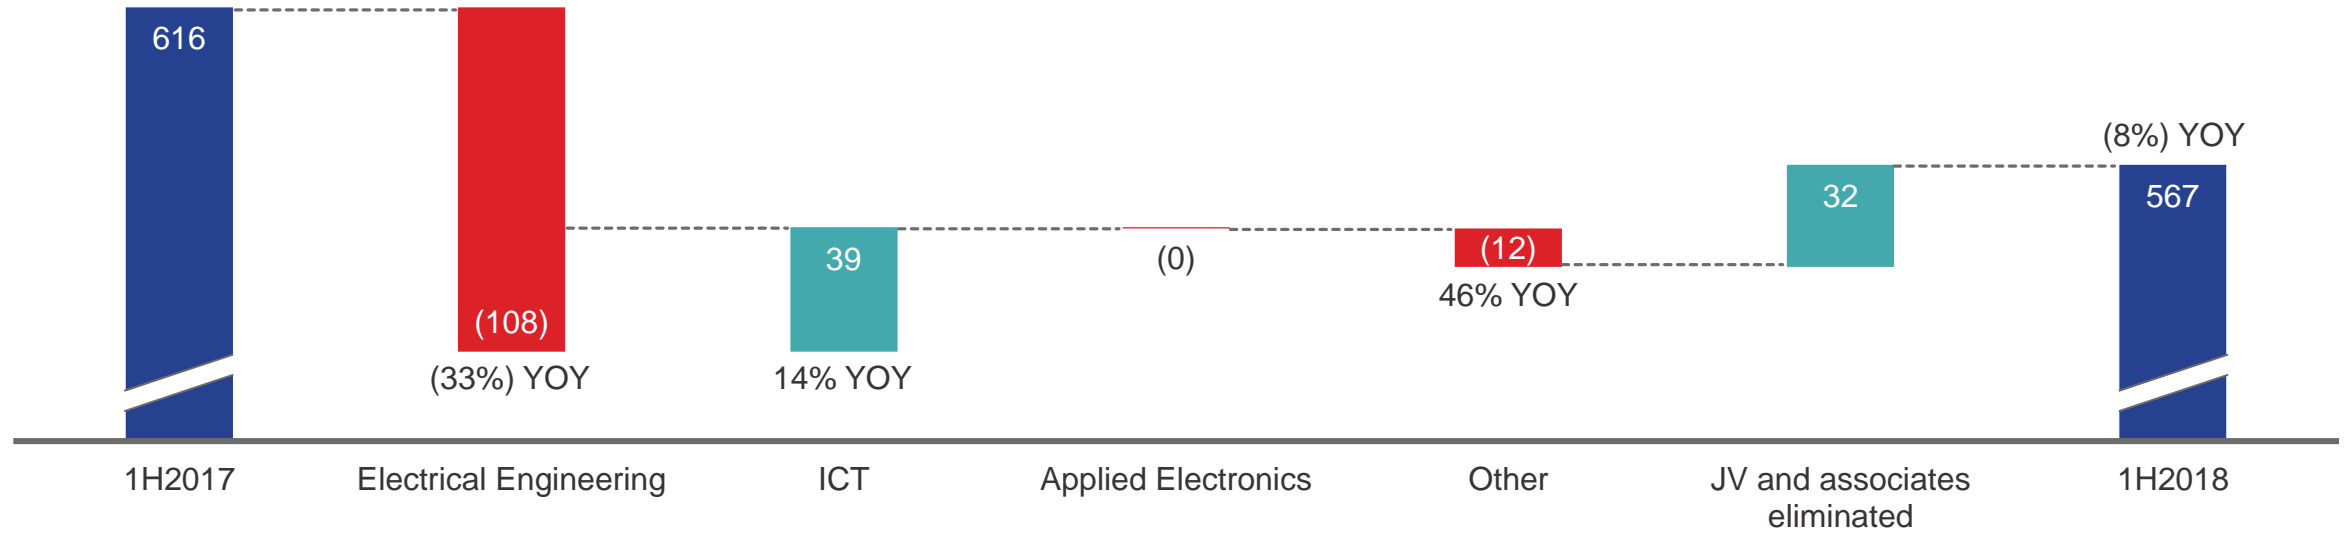 616
(108)
(33%) YOY
39
14% YOY
(0)
(12)
46% YOY
32
(8%) YOY
567
1H2017
Electrical Engineering
ICT
Applied Electronics
Other
JV and associates
eliminated
1H2018